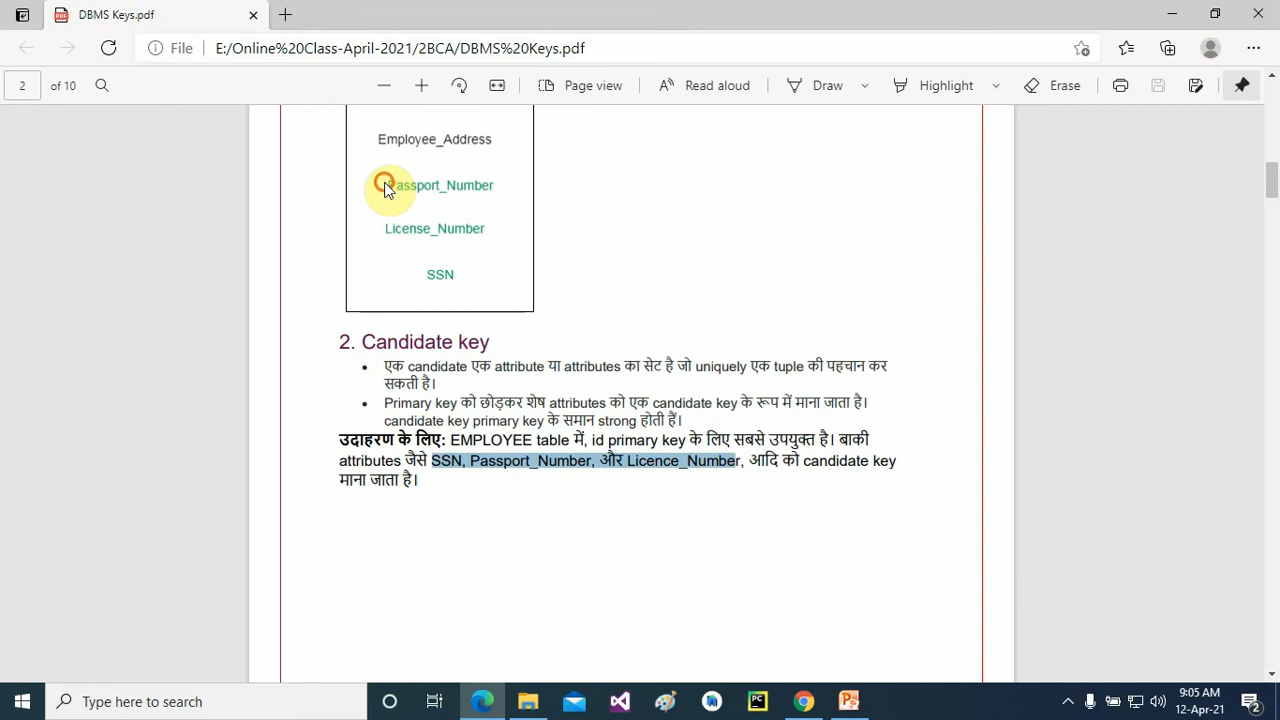 DBMS Keys.pdf
File
E:/Online%20Class-April-2021/2BCA/DBMS%20Keys.pdf
2 of 10
Page view
Read aloud
Draw
Highlight
Erase
Employee_Address
Passport_Number
License_Number
SSN
2. Candidate key
• एक candidate एक attribute या attributes का सेट है जो uniquely एक tuple की पहचान कर
सकती है।
• Primary key को छोड़कर शेष attributes को एक candidate key के रूप में माना जाता है।
candidate key primary key के समान strong होती हैं।
उदाहरण के लिए: EMPLOYEE table में, id primary key के लिए सबसे उपयुक्त है। बाकी
attributes जैसे SSN, Passport_Number, और Licence_Number, आदि को candidate key
माना जाता है।
Type here to search
9:05 AM
12-Apr-21
2